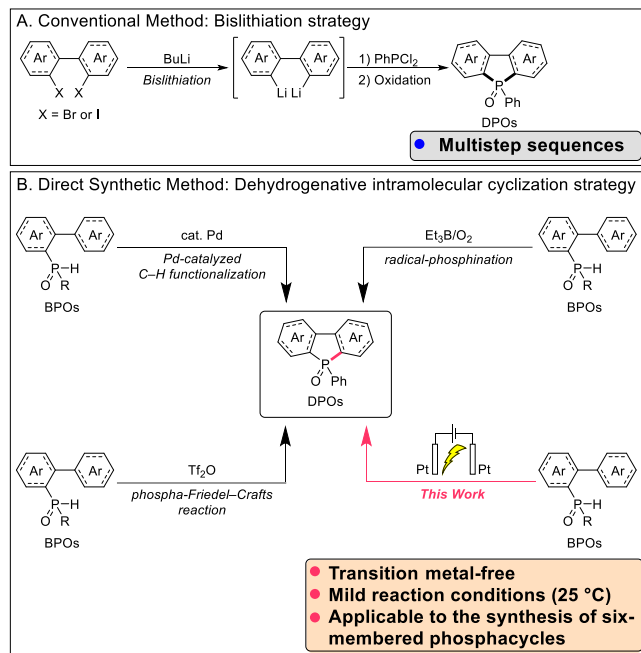 A. Conventional Method: Bislithiation strategy
Ar Ar
X X
X = Br or I
BuLi
Bislithiation
Ar Ar
Li Li
1) PhPCl2
2) Oxidation
Ar Ar
P
O Ph
DPOs
Multistep sequences
B. Direct Synthetic Method: Dehydrogenative intramolecular cyclization strategy
Ar Ar
P–H
O R
BPOs
cat. Pd
Pd-catalyzed
C–H functionalization
Et3B/O2
radical-phosphination
Ar Ar
P–H
O R
BPOs
Ar Ar
P
O Ph
DPOs
Ar Ar
P–H
O R
BPOs
Tf2O
phospha-Friedel–Crafts
reaction
Pt Pt
This Work
Ar Ar
P–H
O R
BPOs
Transition metal-free
Mild reaction conditions (25 °C)
Applicable to the synthesis of six-
membered phosphacycles